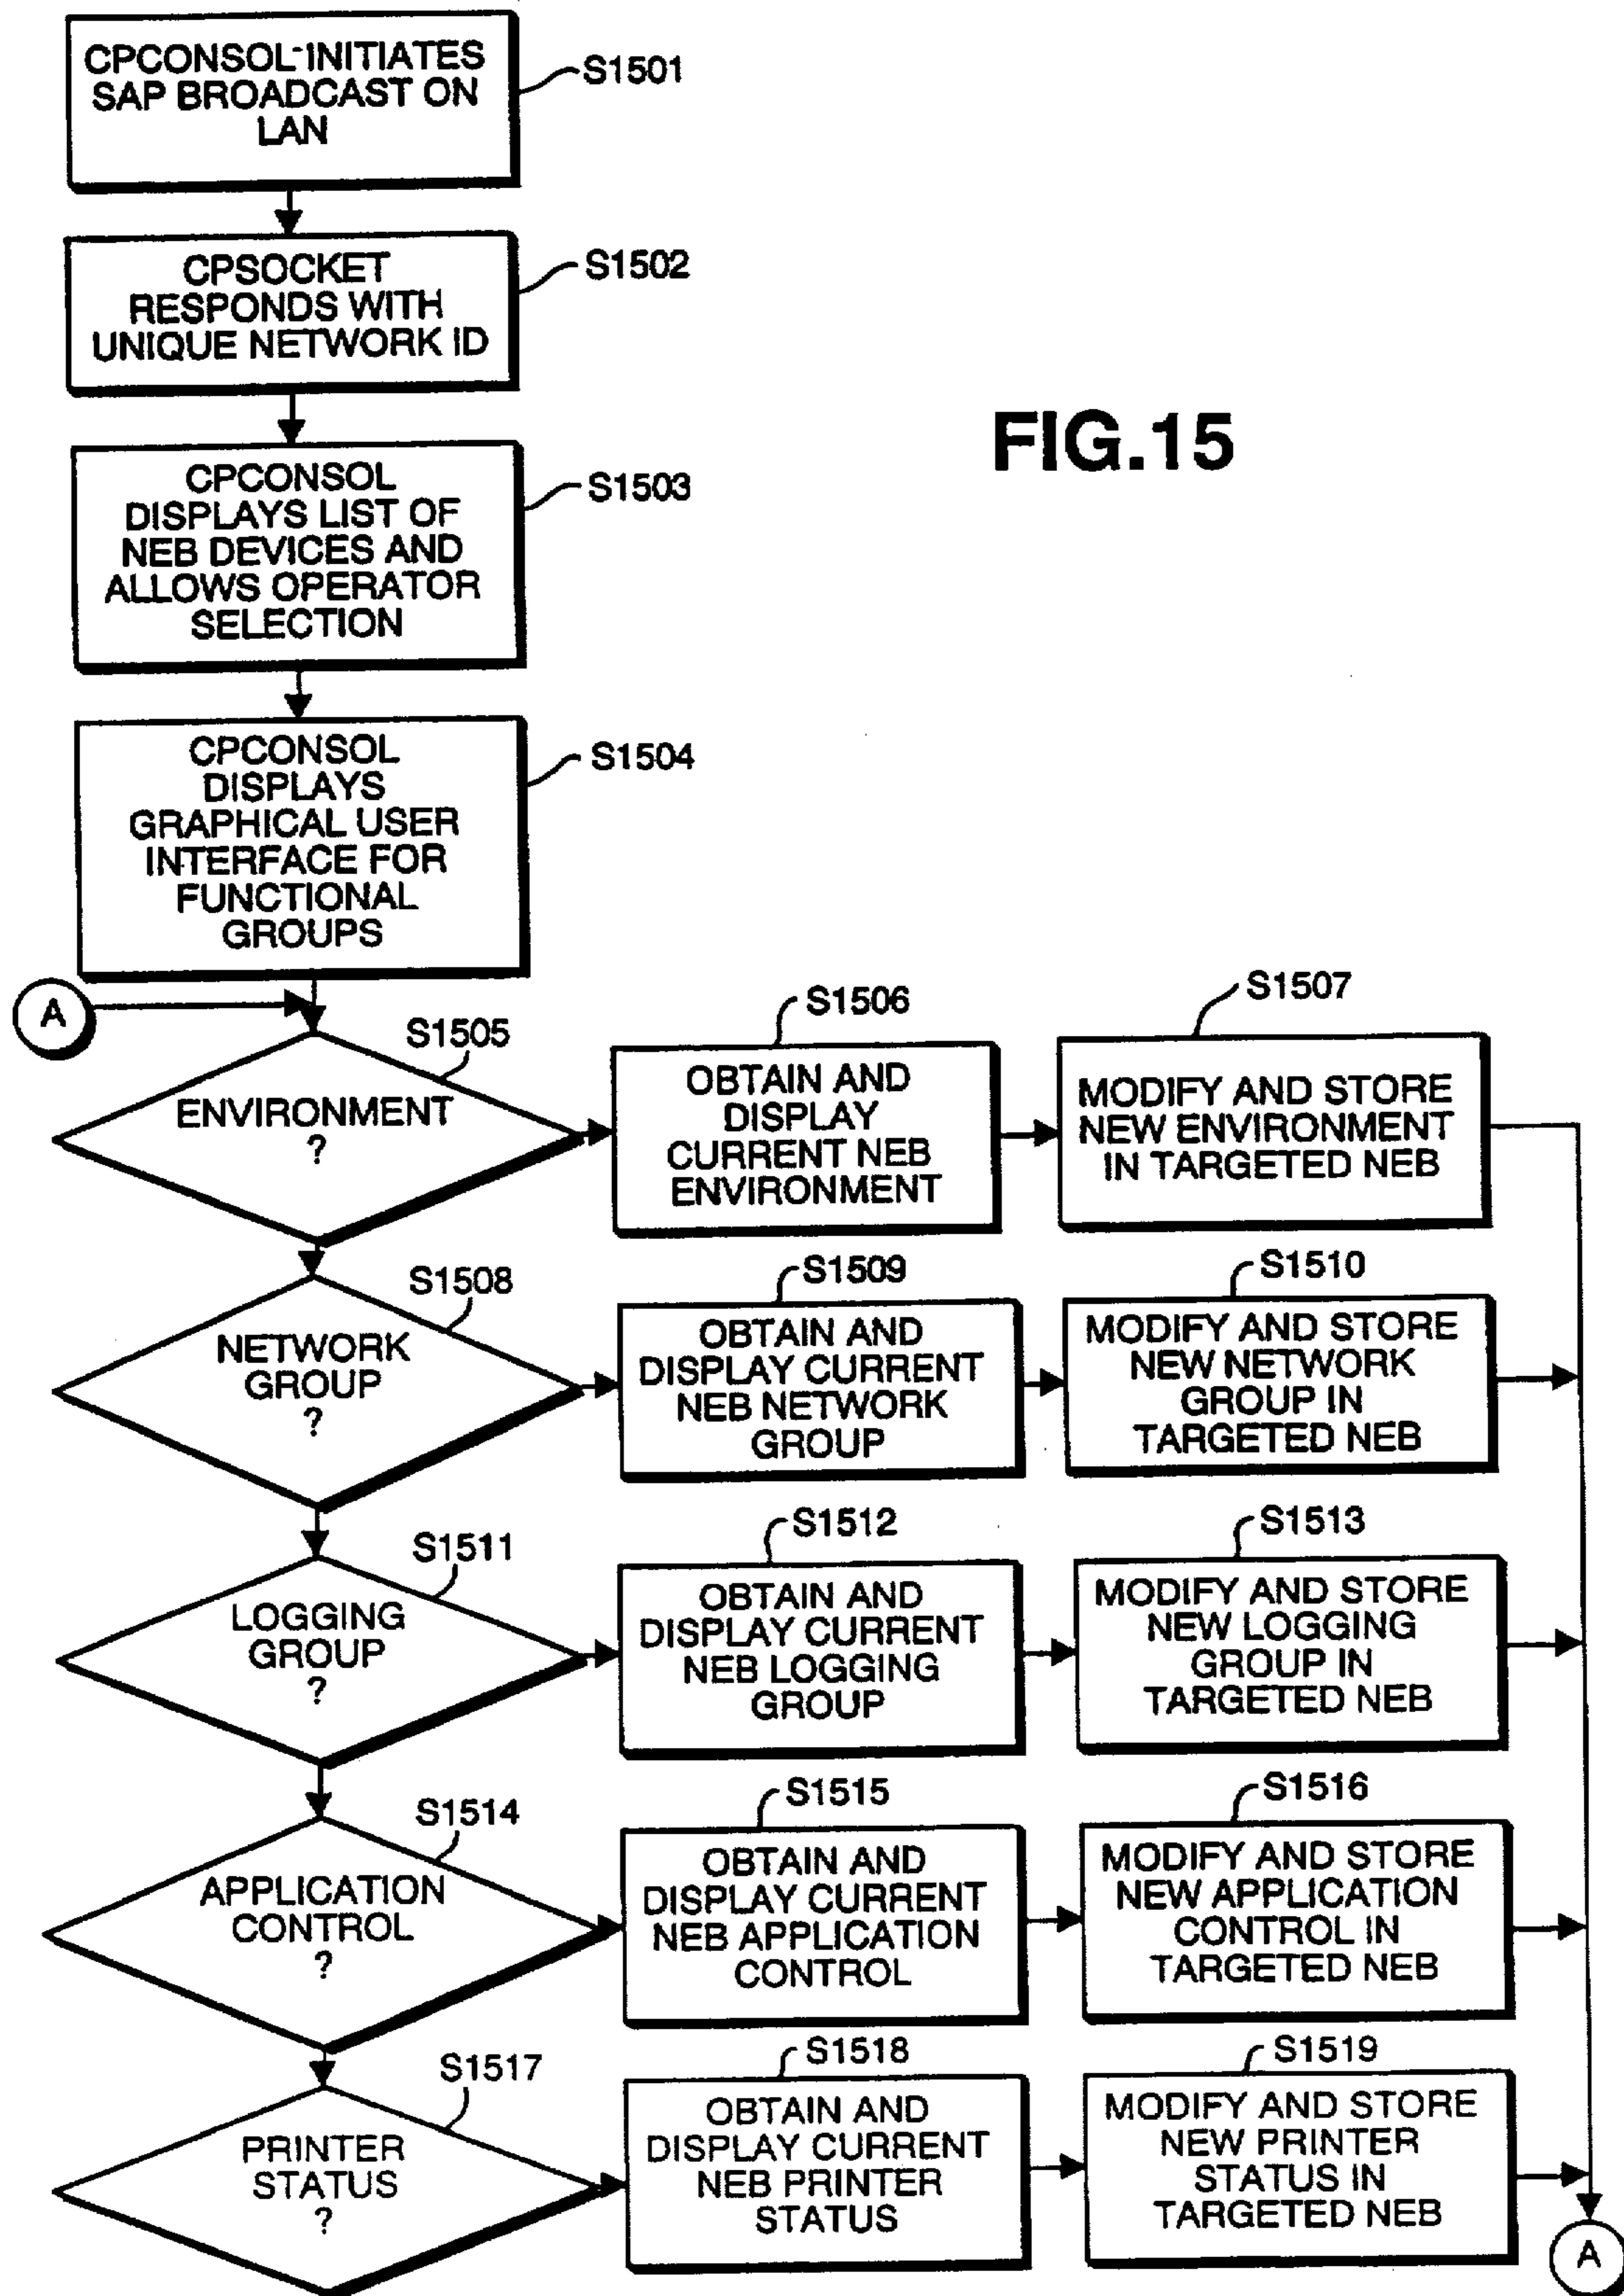 CPCONSOL INITIATES
SAP BROADCAST ON
LAN
S1501
CPSOCKET
RESPONDS WITH
UNIQUE NETWORK ID
S1502
FIG.15
CPCONSOL
DISPLAYS LIST OF
NEB DEVICES AND
ALLOWS OPERATOR
SELECTION
S1503
CPCONSOL
DISPLAYS
GRAPHICAL USER
INTERFACE FOR
FUNCTIONAL
GROUPS
S1504
A
ENVIRONMENT
?
S1505
OBTAIN AND
DISPLAY
CURRENT NEB
ENVIRONMENT
S1506
MODIFY AND STORE
NEW ENVIRONMENT
IN TARGETED NEB
S1507
NETWORK
GROUP
?
S1508
OBTAIN AND
DISPLAY CURRENT
NEB NETWORK
GROUP
S1509
MODIFY AND STORE
NEW NETWORK
GROUP IN
TARGETED NEB
S1510
LOGGING
GROUP
?
S1511
OBTAIN AND
DISPLAY CURRENT
NEB LOGGING
GROUP
S1512
MODIFY AND STORE
NEW LOGGING
GROUP IN
TARGETED NEB
S1513
APPLICATION
CONTROL
?
S1514
OBTAIN AND
DISPLAY CURRENT
NEB APPLICATION
CONTROL
S1515
MODIFY AND STORE
NEW APPLICATION
CONTROL IN
TARGETED NEB
S1516
PRINTER
STATUS
?
S1517
OBTAIN AND
DISPLAY CURRENT
NEB PRINTER
STATUS
S1518
MODIFY AND STORE
NEW PRINTER
STATUS IN
TARGETED NEB
S1519
A